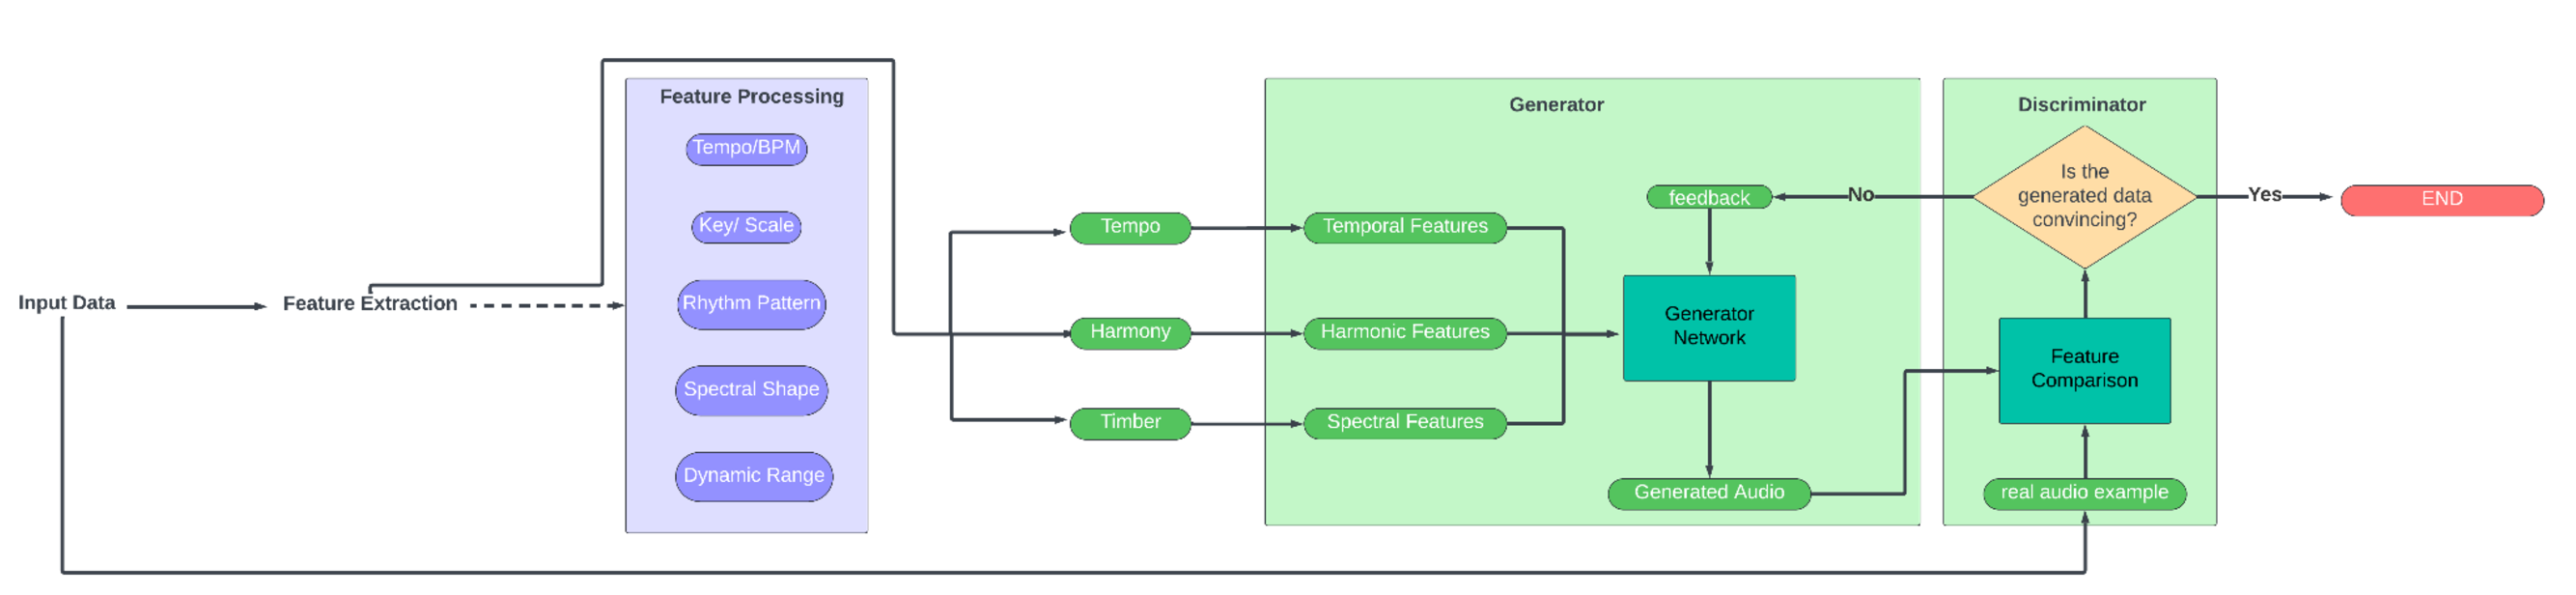 Input Data
Feature Extraction
Feature Processing
Tempo/BPM
Key/ Scale
Rhythm Pattern
Spectral Shape
Dynamic Range
Tempo
Harmony
Timber
Generator
Temporal Features
Harmonic Features
Spectral Features
feedback
Generator
Network
Generated Audio
No
Discriminator
Is the
generated data
convincing?
Feature
Comparison
real audio example
Yes
END